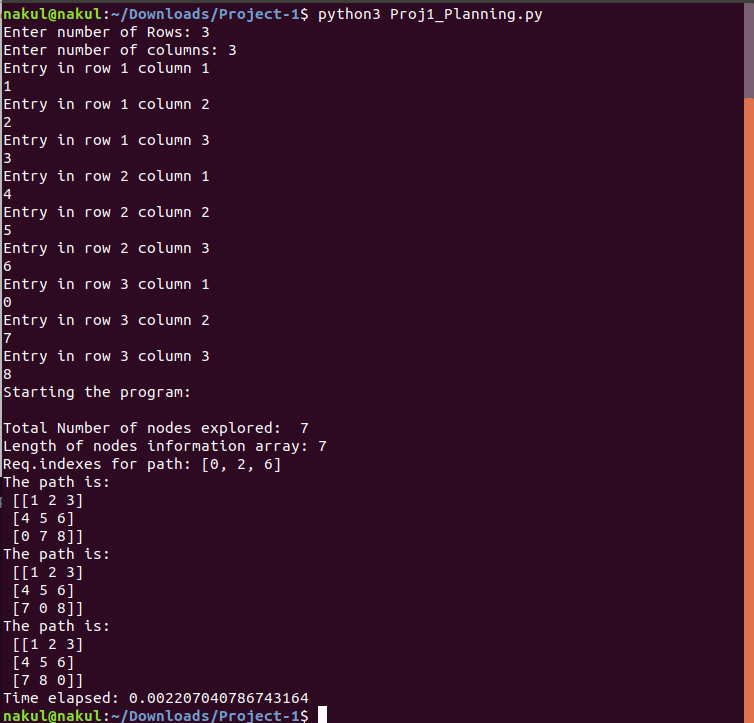 nakul@nakul:~/Downloads/Project-1$ python3 Proj1_Planning.py
Enter number of Rows: 3
Enter number of columns: 3
Entry in row 1 column 1
1
Entry in row 1 column 2
2
Entry in row 1 column 3
3
Entry in row 2 column 1
4
Entry in row 2 column 2
5
Entry in row 2 column 3
6
Entry in row 3 column 1
0
Entry in row 3 column 2
7
Entry in row 3 column 3
8
Starting the program:

Total Number of nodes explored:  7
Length of nodes information array: 7
Req.indexes for path: [0, 2, 6]
The path is:
 [[1 2 3]
 [4 5 6]
 [0 7 8]]
The path is:
 [[1 2 3]
 [4 5 6]
 [7 0 8]]
The path is:
 [[1 2 3]
 [4 5 6]
 [7 8 0]]
Time elapsed: 0.002207040786743164
nakul@nakul:~/Downloads/Project-1$